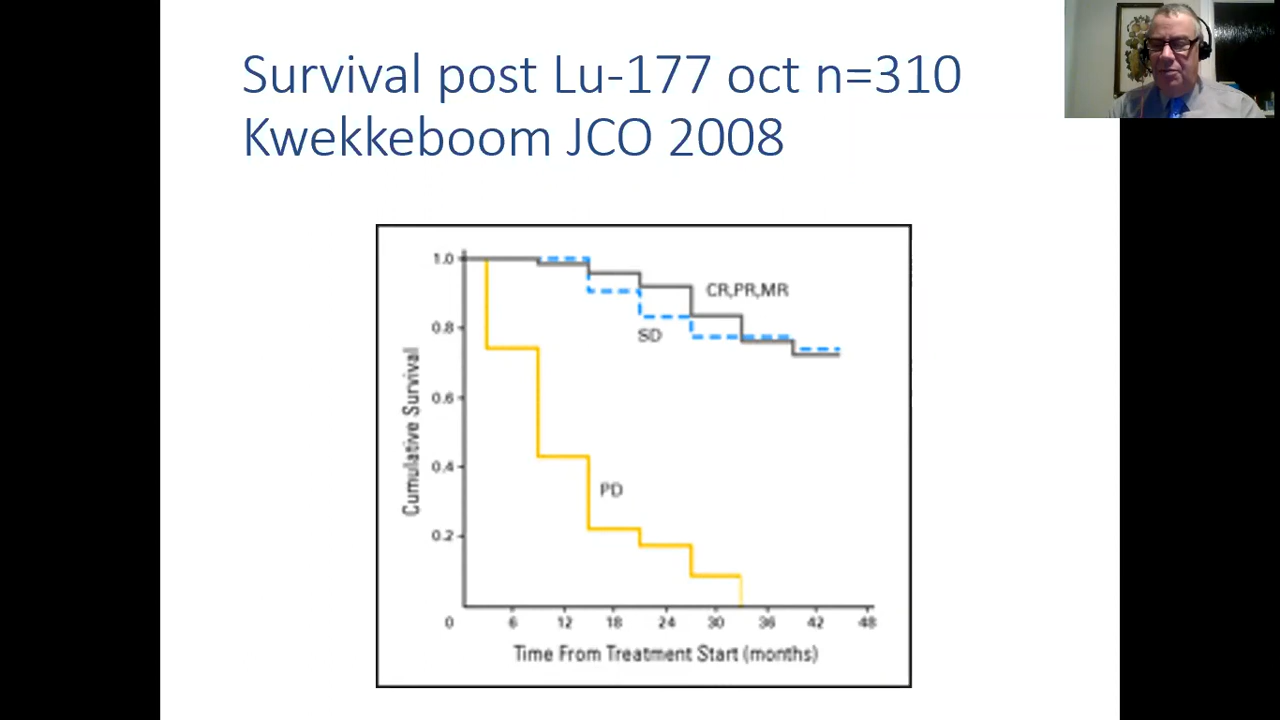 Survival post Lu-177 oct n=310
Kwekkeboom JCO 2008
1.0
0.8
0.6
0.4
0.2
Cumulative Survival
CR,PR,MR
SD
PD
0 6 12 18 24 30 36 42 48
Time From Treatment Start (months)